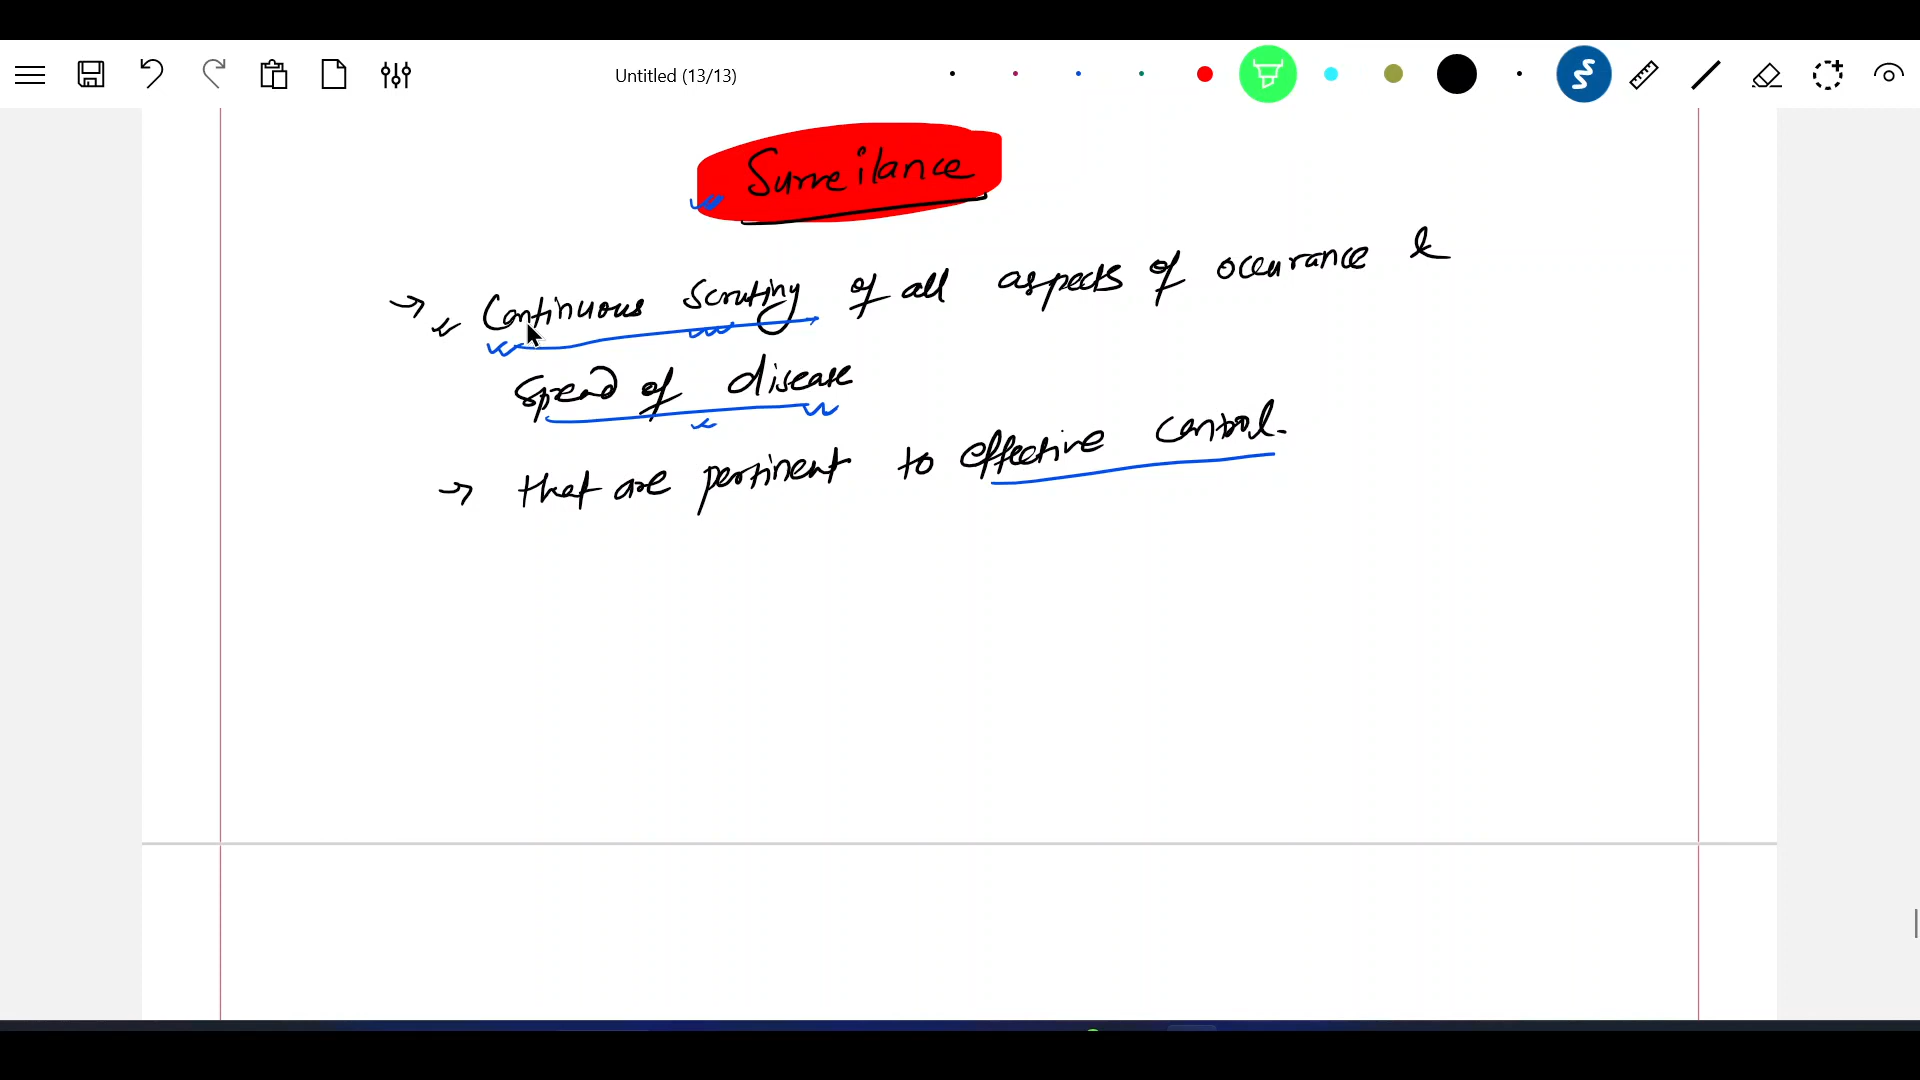 Untitled (13/13)
Surveilance
→ Continuous Scrutiny of all aspects of occurance &
Spread of disease
→ that are pertinent to effective control.